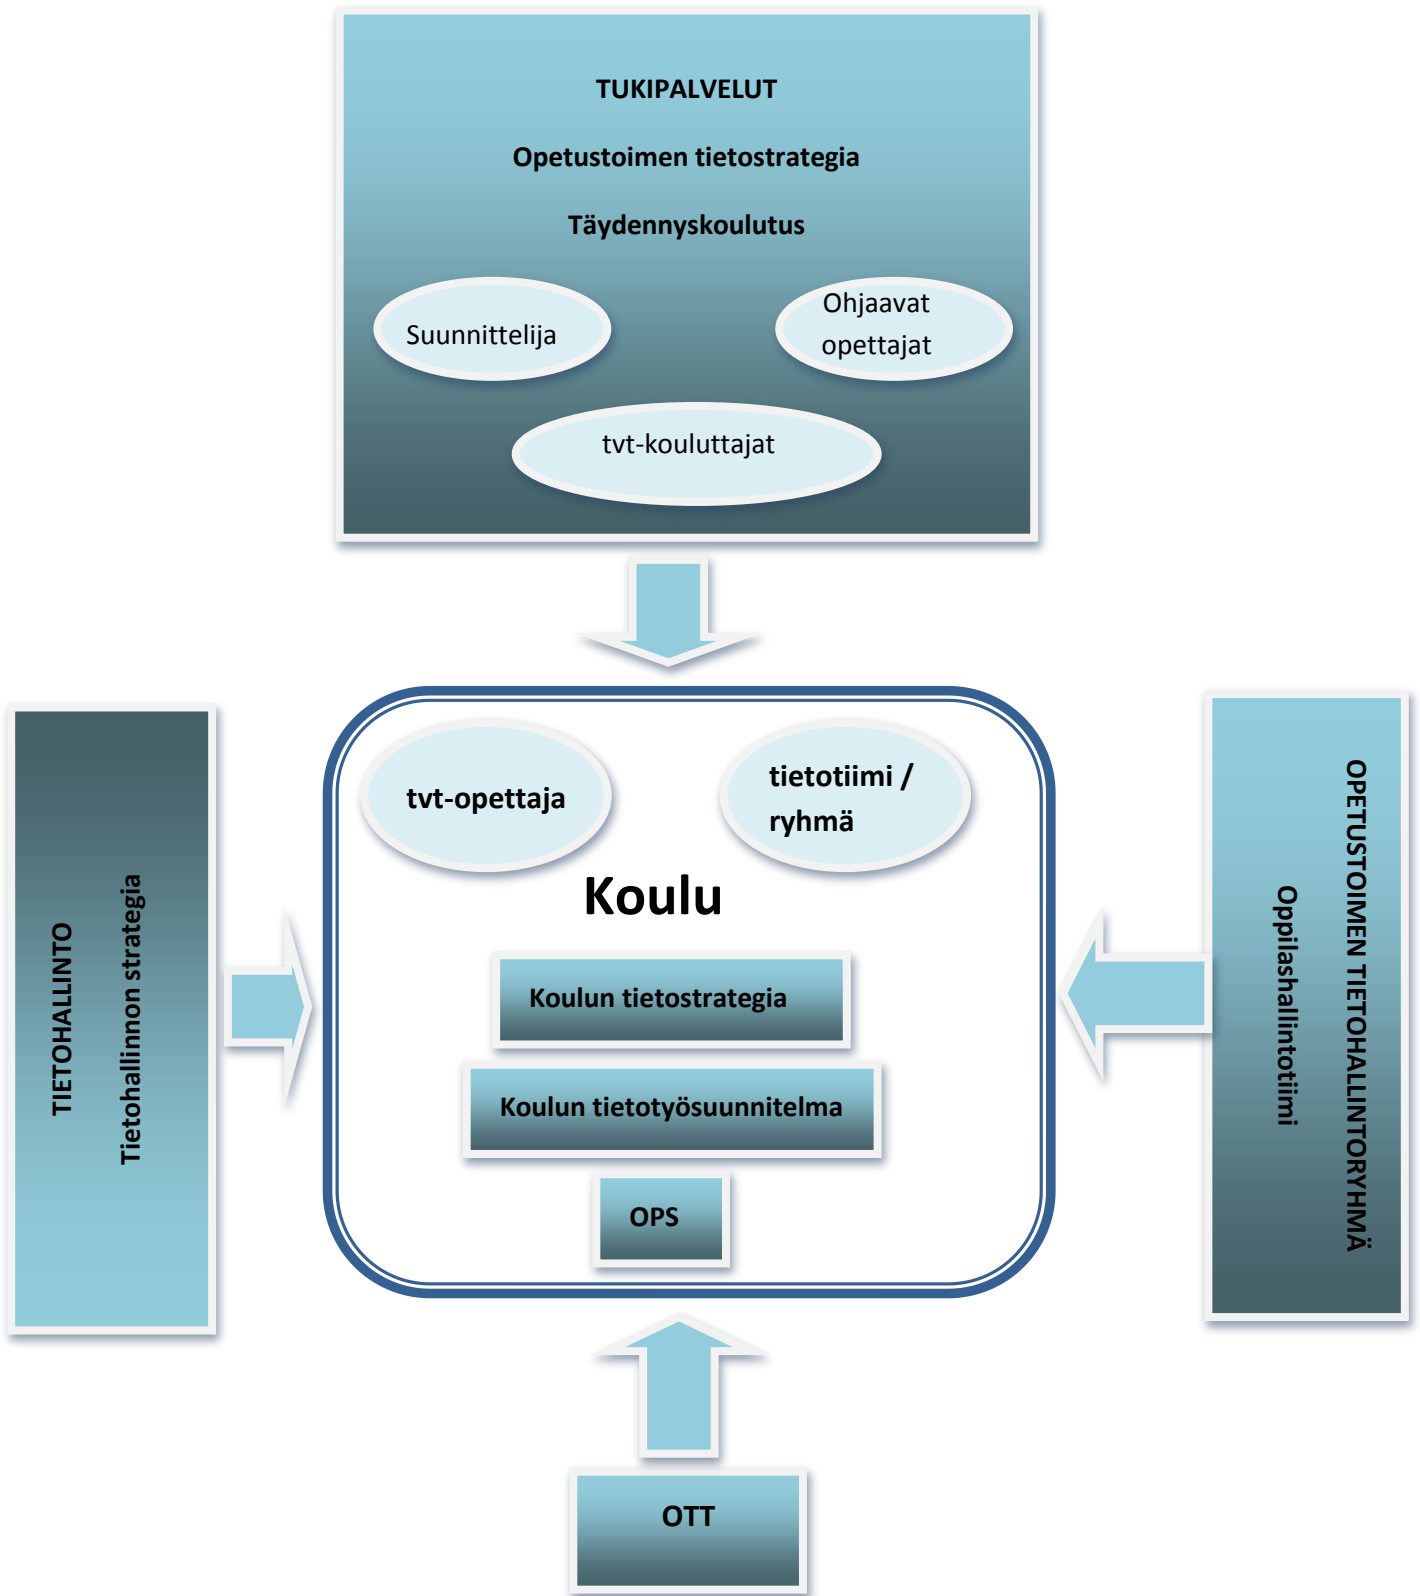 TUKIPALVELUT
Opetustoimen tietostrategia
Täydennyskoulutus
Suunnittelija
Ohjaavat
opettajat
tvt-kouluttajat
TIETOHALLINTO
Tietohallinnon strategia
tvt-opettaja
tietotiimi /
ryhmä
Koulu
Koulun tietostrategia
Koulun tietotyösuunnitelma
OPS
OPETUSTOIMEN TIETOHALLINTORYHMÄ
Oppilashallintotiimi
OTT